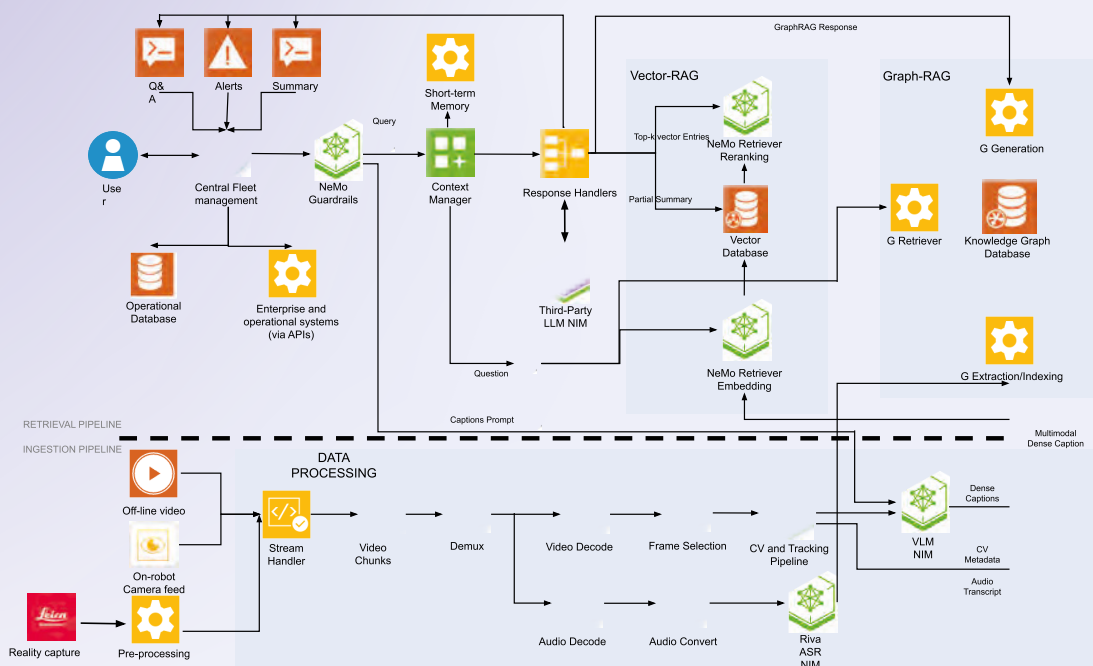 GraphRAG Response
Vector-RAG
Graph-RAG
Q&
A
Alerts
Summary
Short-term
Memory
Query
Top-k vector Entries
NeMo Retriever
Reranking
G Generation
Use
r
Central Fleet
management
NeMo
Guardrails
Context
Manager
Response Handlers
Partial Summary
Vector
Database
G Retriever
Knowledge Graph
Database
Operational
Database
Enterprise and
operational systems
(via APIs)
Third-Party
LLM NIM
Question
NeMo Retriever
Embedding
G Extraction/Indexing
Captions Prompt
RETRIEVAL PIPELINE
INGESTION PIPELINE
Multimodal
Dense Caption
DATA
PROCESSING
Off-line video
On-robot
Camera feed
Stream
Handler
Video
Chunks
Demux
Video Decode
Frame Selection
CV and Tracking
Pipeline
VLM
NIM
Dense
Captions
CV
Metadata
Audio
Transcript
Leica
Reality capture
Pre-processing
Audio Decode
Audio Convert
Riva
ASR
NIM